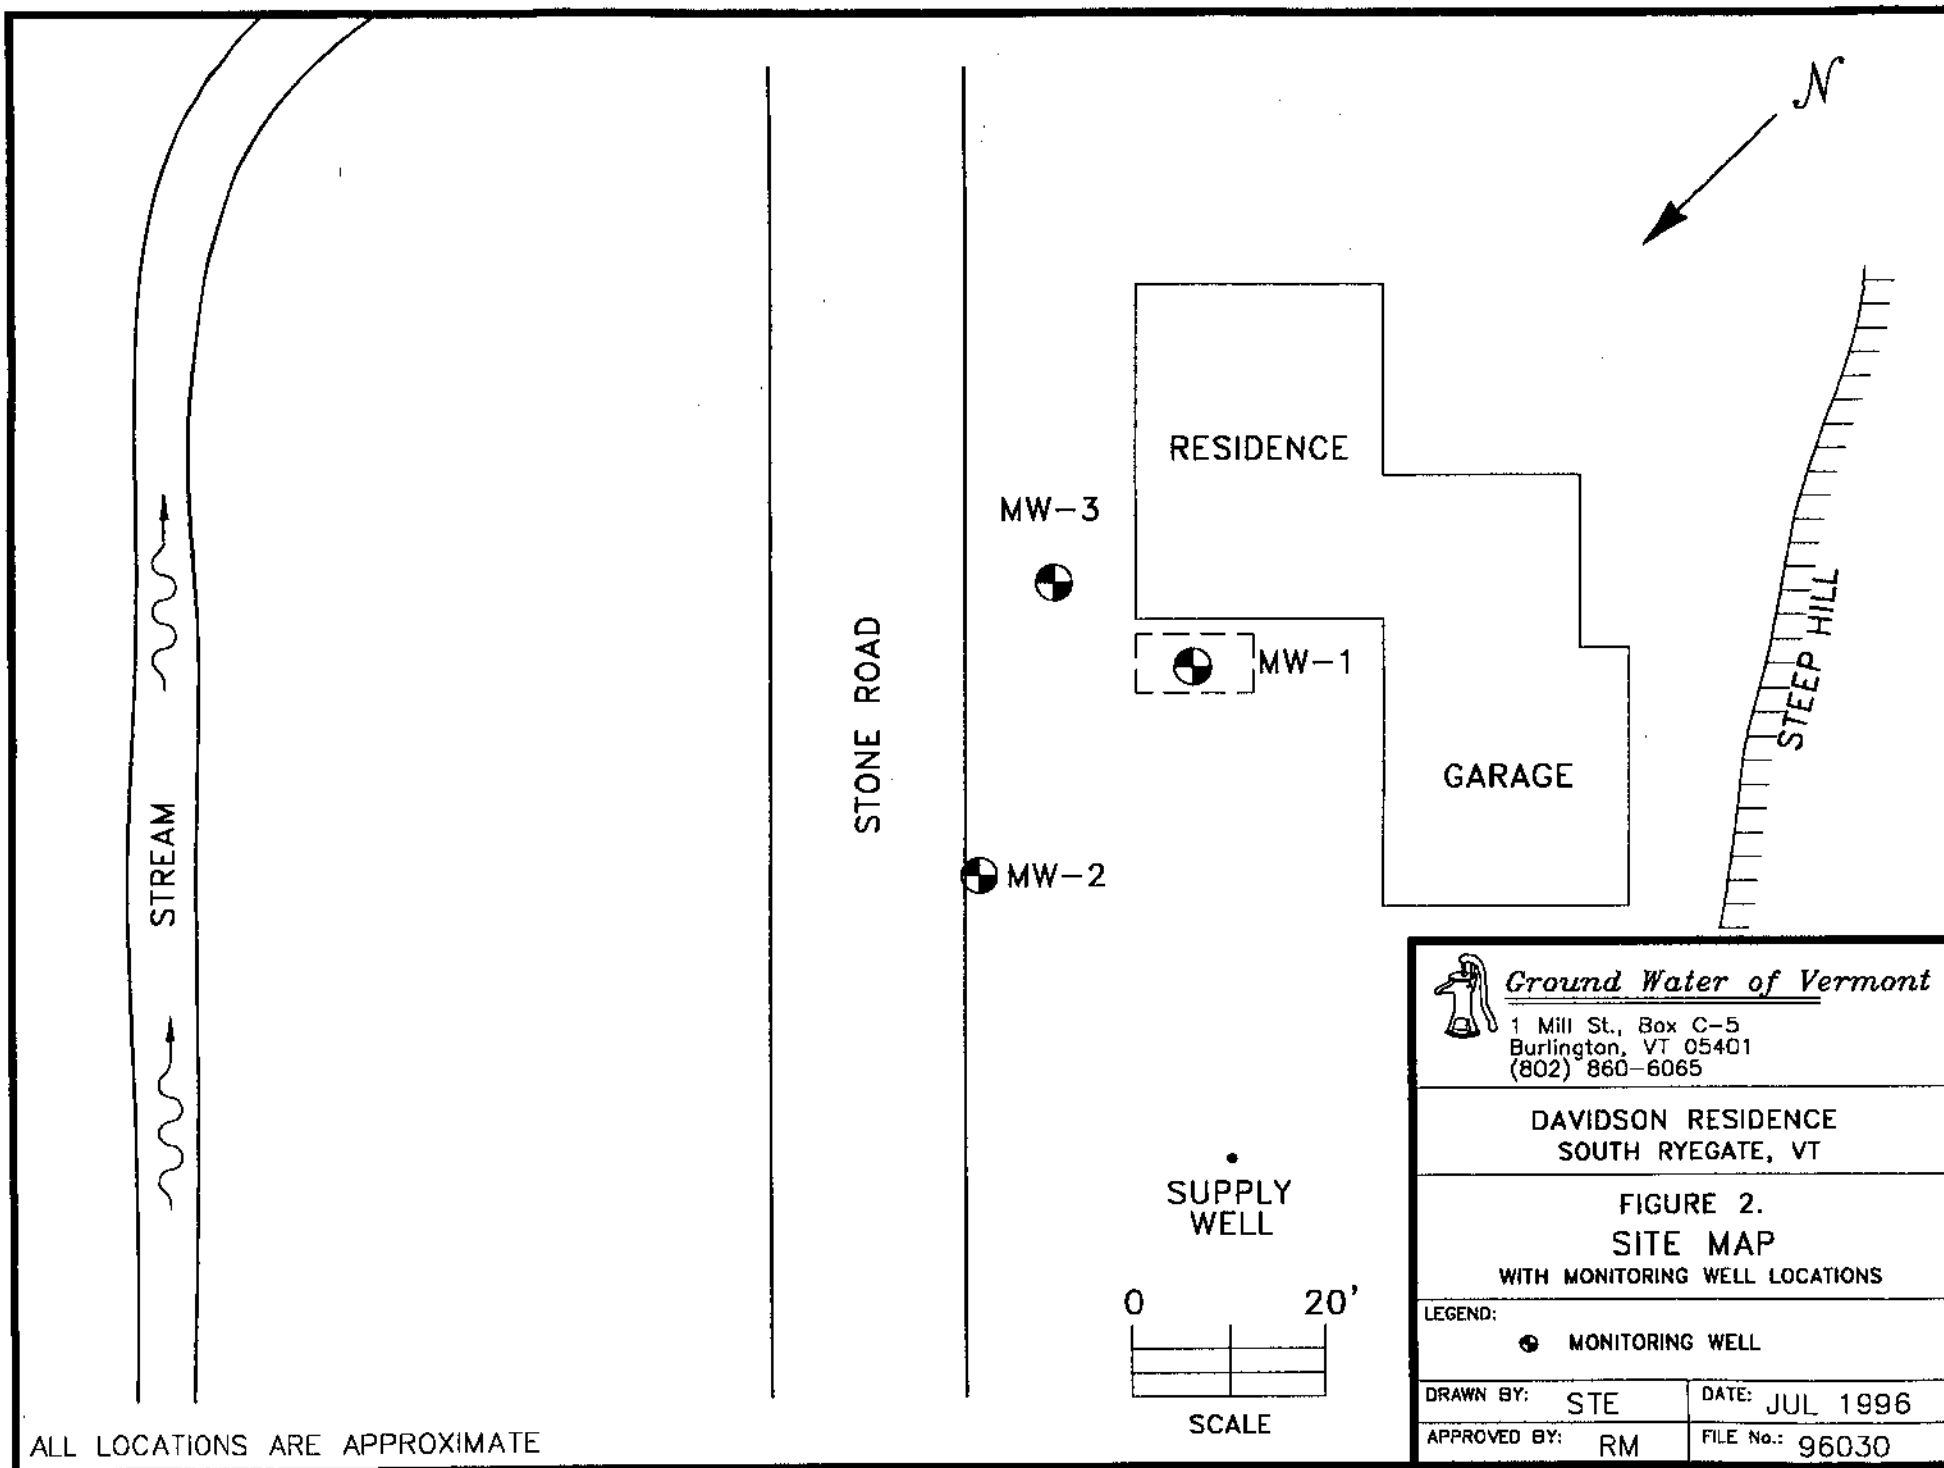 N
RESIDENCE
MW-3
MW-1
STONE ROAD
STEEP HILL
GARAGE
STREAM
MW-2
SUPPLY
WELL
0 20'
SCALE
ALL LOCATIONS ARE APPROXIMATE
Ground Water of Vermont
1 Mill St., Box C-5
Burlington, VT 05401
(802) 860-6065
DAVIDSON RESIDENCE
SOUTH RYEGATE, VT
FIGURE 2.
SITE MAP
WITH MONITORING WELL LOCATIONS
LEGEND:
MONITORING WELL
DRAWN BY: STE
DATE: JUL 1996
APPROVED BY: RM
FILE No.: 96030